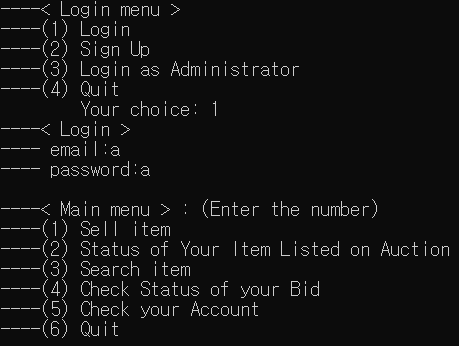 ----< Login menu >
----(1) Login
----(2) Sign Up
----(3) Login as Administrator
----(4) Quit
Your choice: 1
----< Login >
---- email:a
---- password:a
----< Main menu > : (Enter the number)
----(1) Sell item
----(2) Status of Your Item Listed on Auction
----(3) Search item
----(4) Check Status of your Bid
----(5) Check your Account
----(6) Quit